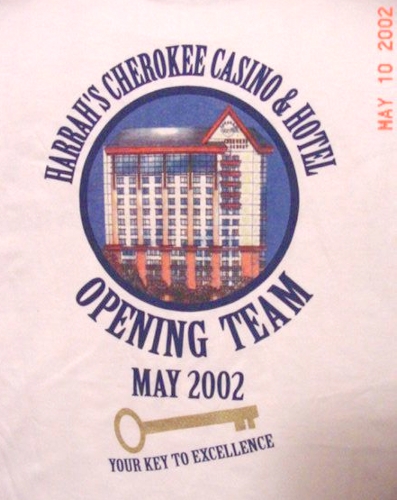 HARRAH'S CHEROKEE CASINO & HOTEL
OPENING TEAM
MAY 2002
YOUR KEY TO EXCELLENCE
MAY 10 2002